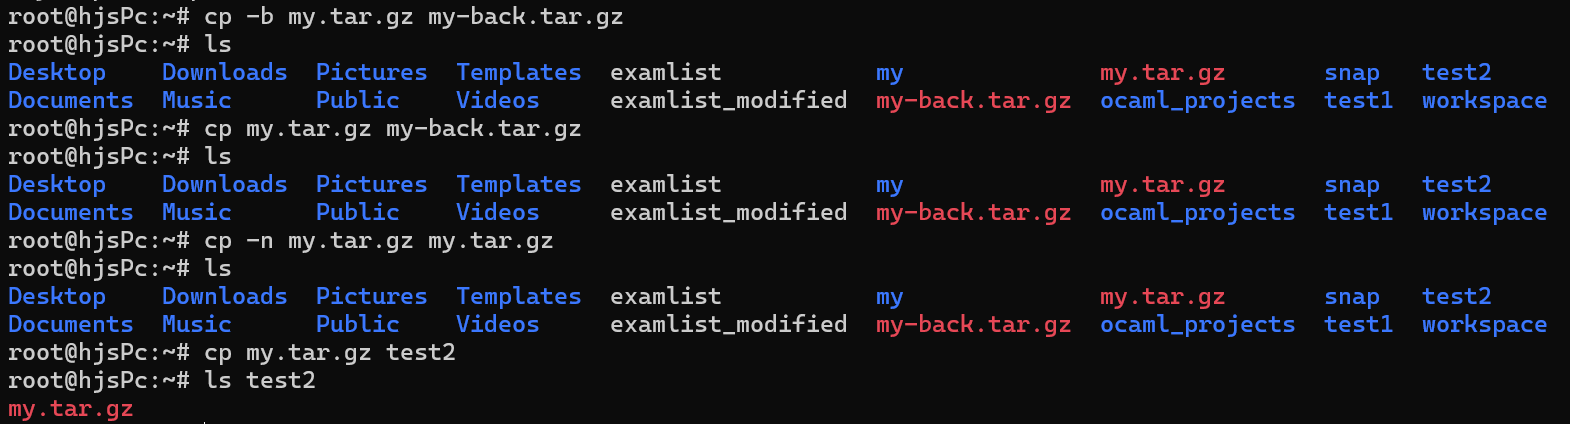 root@hjsPc:~# cp -b my.tar.gz my-back.tar.gz
root@hjsPc:~# ls
Desktop    Downloads  Pictures  Templates  examlist           my              my.tar.gz       snap   test2
Documents  Music      Public    Videos     examlist_modified  my-back.tar.gz  ocaml_projects  test1  workspace
root@hjsPc:~# cp my.tar.gz my-back.tar.gz
root@hjsPc:~# ls
Desktop    Downloads  Pictures  Templates  examlist           my              my.tar.gz       snap   test2
Documents  Music      Public    Videos     examlist_modified  my-back.tar.gz  ocaml_projects  test1  workspace
root@hjsPc:~# cp -n my.tar.gz my.tar.gz
root@hjsPc:~# ls
Desktop    Downloads  Pictures  Templates  examlist           my              my.tar.gz       snap   test2
Documents  Music      Public    Videos     examlist_modified  my-back.tar.gz  ocaml_projects  test1  workspace
root@hjsPc:~# cp my.tar.gz test2
root@hjsPc:~# ls test2
my.tar.gz